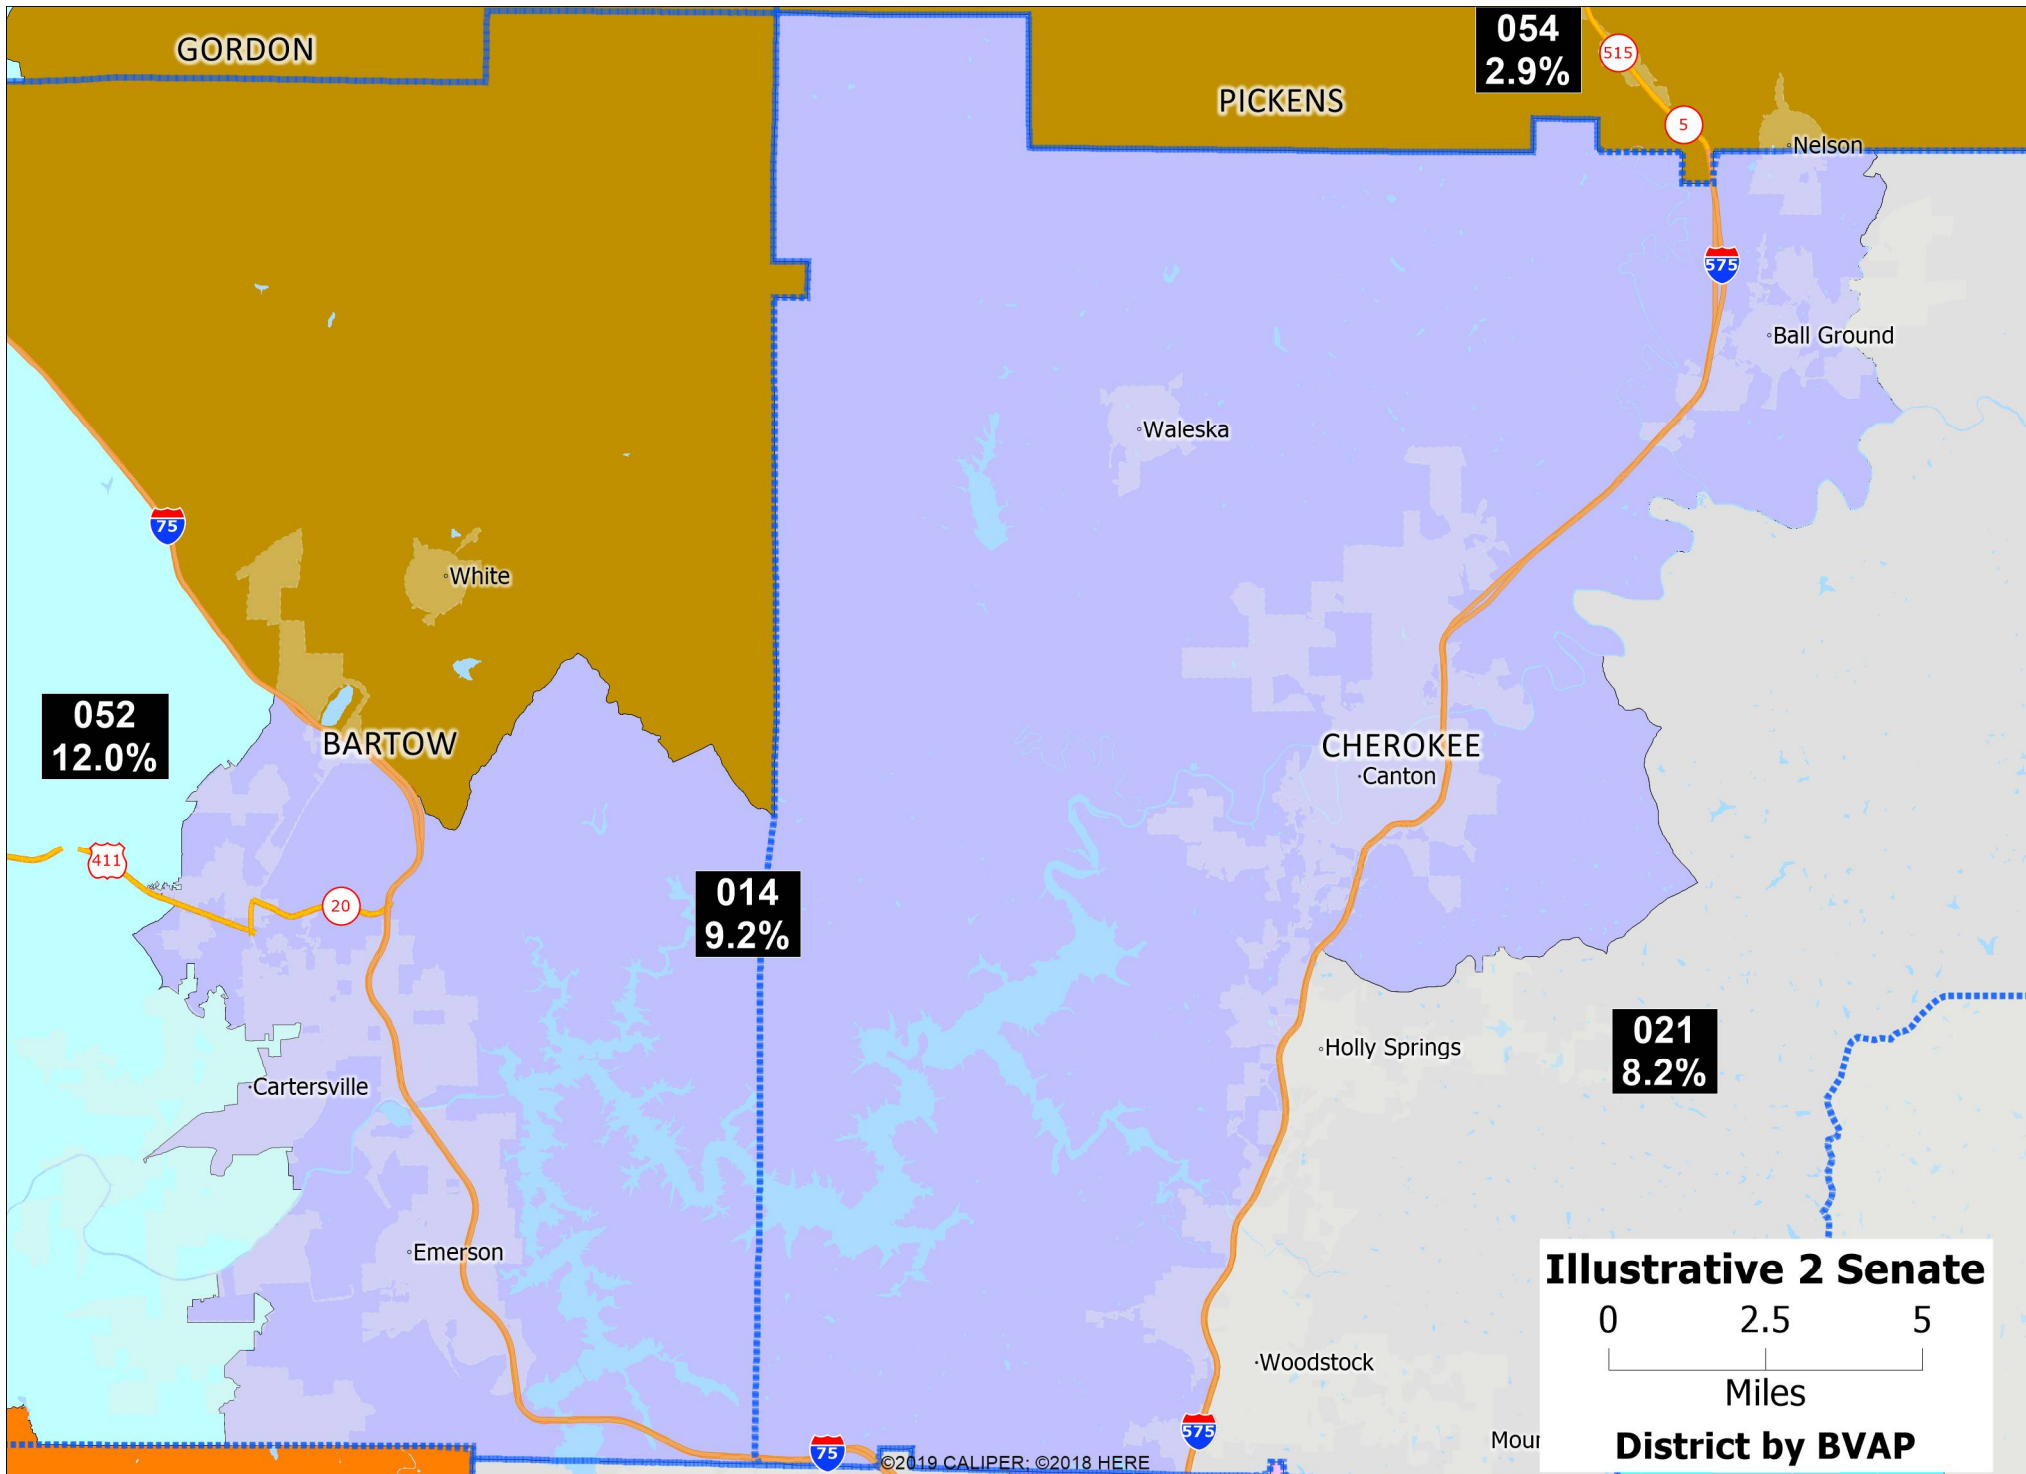 GORDON
054
2.9%
515
PICKENS
5
Nelson
575
Ball Ground
Waleska
75
White
052
12.0%
BARTOW
CHEROKEE
Canton
411
20
014
9.2%
021
8.2%
Holly Springs
Cartersville
Emerson
Woodstock
575
75
Moun
©2019 CALIPER; ©2018 HERE
Illustrative 2 Senate
0 2.5 5
Miles
District by BVAP